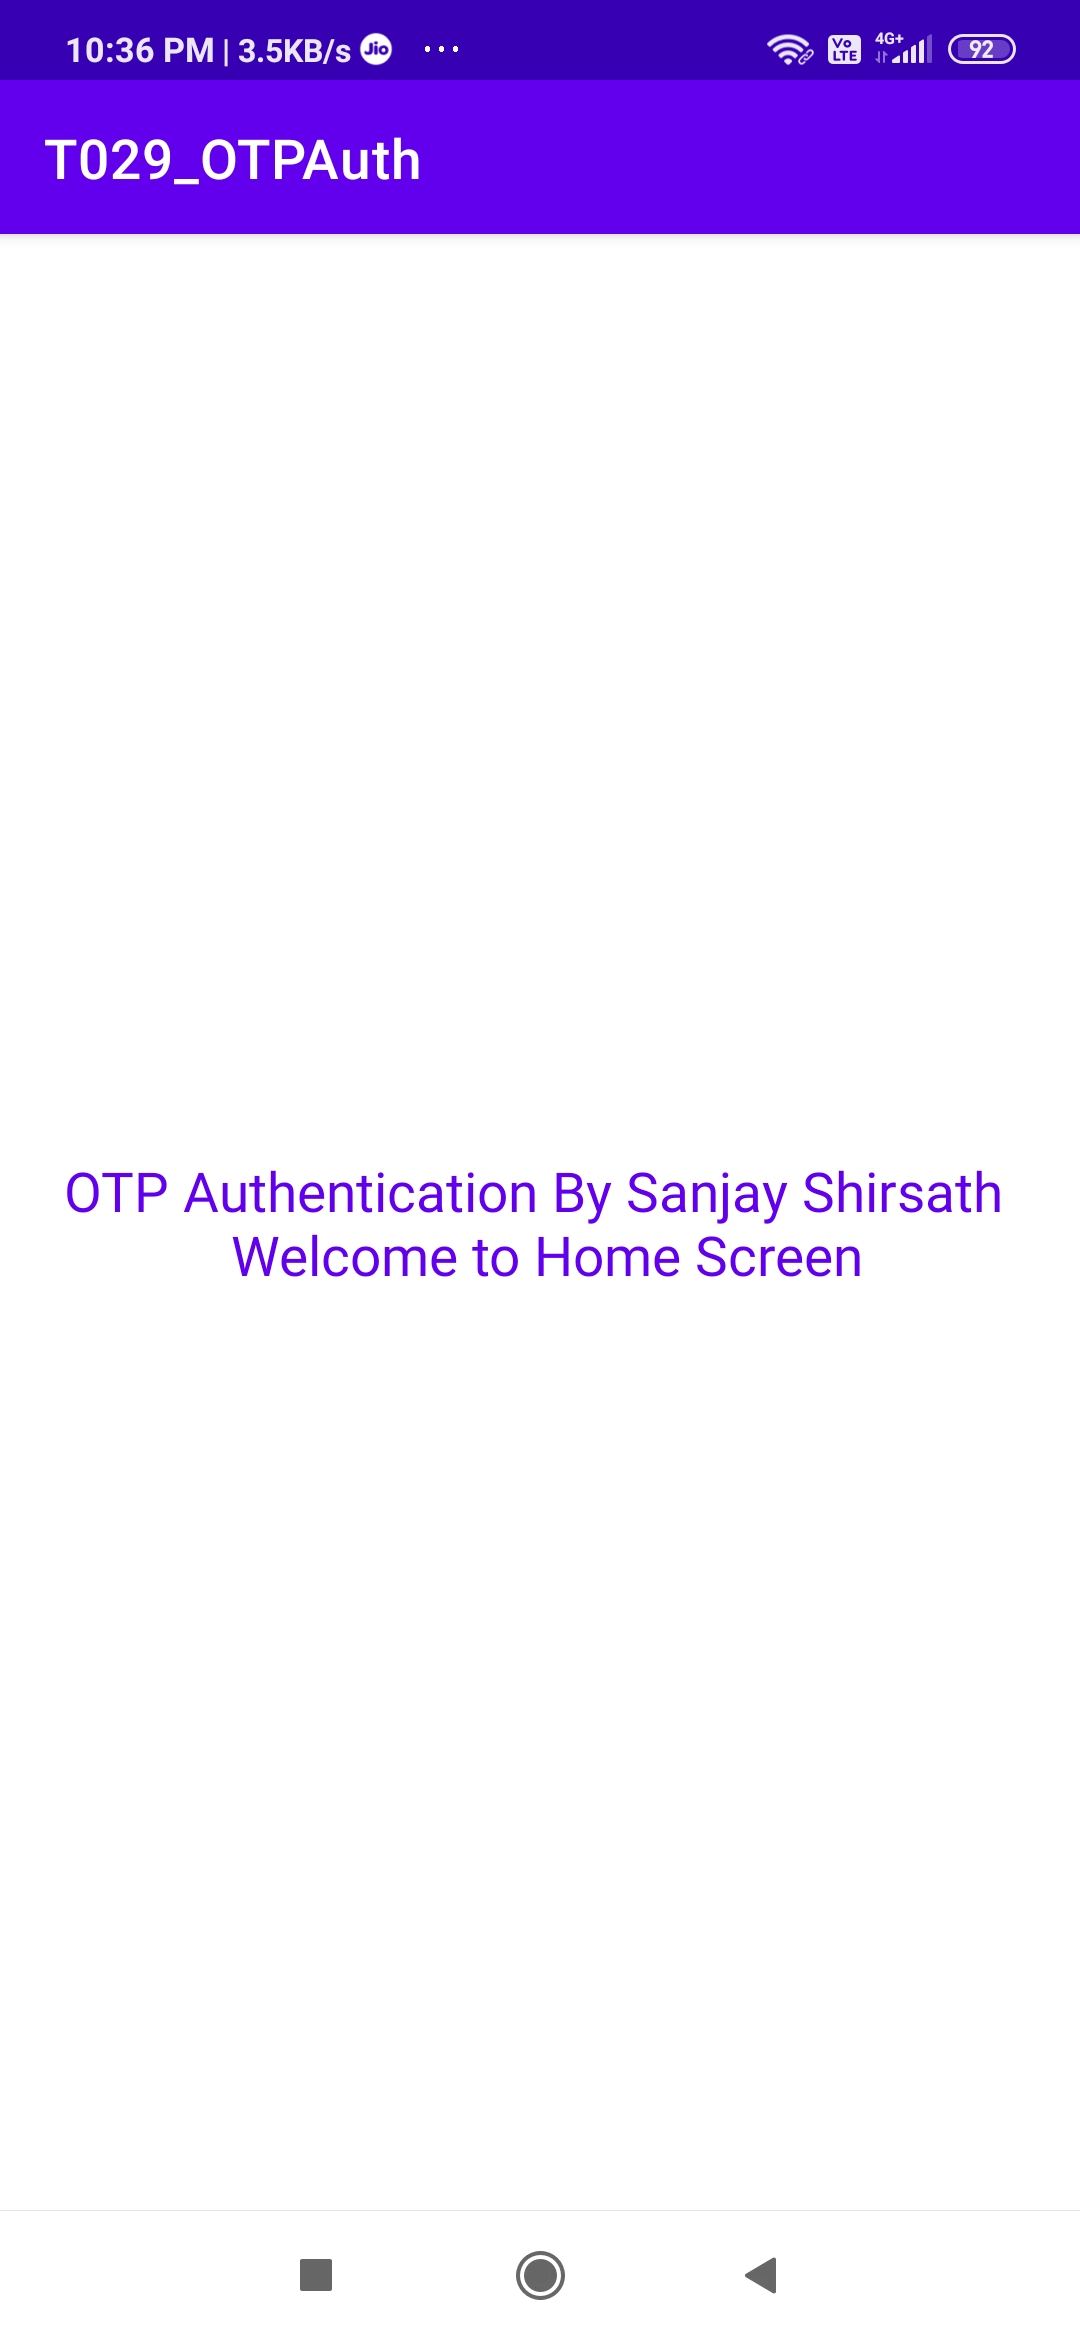 10:36 PM | 3.5KB/s Jio ...
Vo LTE 4G+ 92
T029_OTPAuth
OTP Authentication By Sanjay Shirsath
Welcome to Home Screen